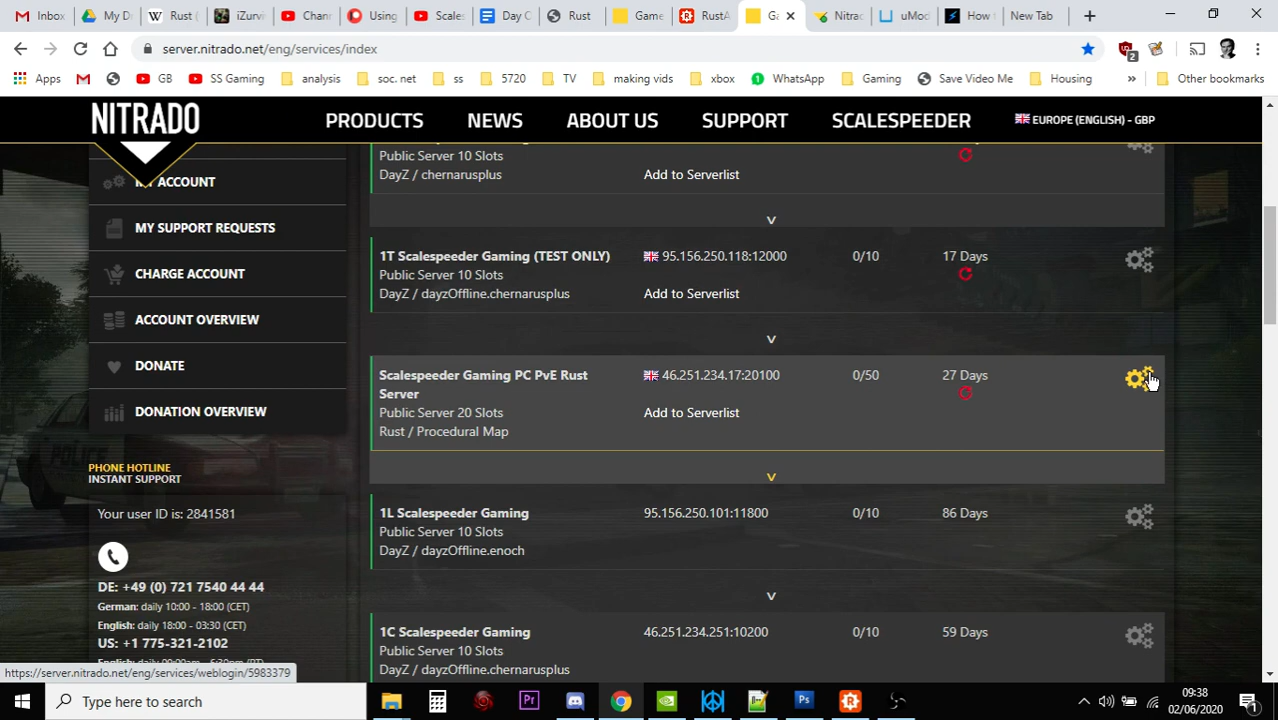 Inbox
My D
Rust (
iZurvi
Chann
Using
Scales
Day C
Rust
Game
RustA
Ga
Nitrac
uMod
How t
New Tab
server.nitrado.net/eng/services/index
Apps
GB
SS Gaming
analysis
soc. net
ss
5720
TV
making vids
xbox
WhatsApp
Gaming
Save Video Me
Housing
»
Other bookmarks
NITRADO
PRODUCTS
NEWS
ABOUT US
SUPPORT
SCALESPEEDER
EUROPE (ENGLISH) - GBP
MY ACCOUNT
MY SUPPORT REQUESTS
CHARGE ACCOUNT
ACCOUNT OVERVIEW
DONATE
DONATION OVERVIEW
PHONE HOTLINE
INSTANT SUPPORT
Your user ID is: 2841581
DE: +49 (0) 721 7540 44 44
German: daily 10:00 - 18:00 (CET)
English: daily 18:00 - 03:30 (CET)
US: +1 775-321-2102
Public Server 10 Slots
DayZ / chernarusplus
Add to Serverlist
v
1T Scalespeeder Gaming (TEST ONLY)
95.156.250.118:12000
0/10
17 Days
Public Server 10 Slots
DayZ / dayzOffline.chernarusplus
Add to Serverlist
v
Scalespeeder Gaming PC PvE Rust
Server
46.251.234.17:20100
0/50
27 Days
Public Server 20 Slots
Rust / Procedural Map
Add to Serverlist
v
1L Scalespeeder Gaming
95.156.250.101:11800
0/10
86 Days
Public Server 10 Slots
DayZ / dayzOffline.enoch
v
1C Scalespeeder Gaming
46.251.234.251:10200
0/10
59 Days
Public Server 10 Slots
DayZ / dayzOffline.chernarusplus
https://server.nitrado.net/eng/services/weblogin/5983379
Type here to search
09:38
02/06/2020